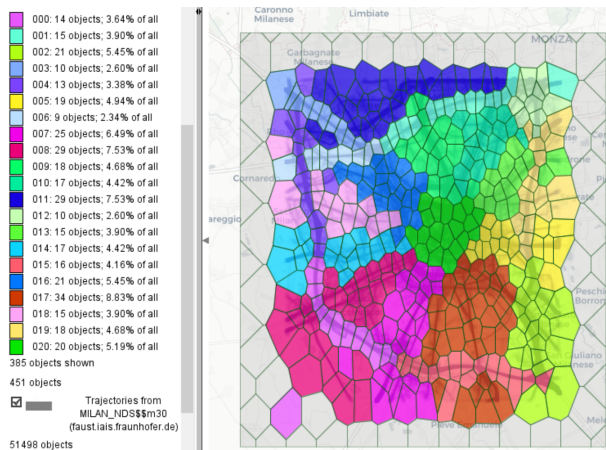 000: 14 objects; 3.64% of all
001: 15 objects; 3.90% of all
002: 21 objects; 5.45% of all
003: 10 objects; 2.60% of all
004: 13 objects; 3.38% of all
005: 19 objects; 4.94% of all
006: 9 objects; 2.34% of all
007: 25 objects; 6.49% of all
008: 29 objects; 7.53% of all
009: 18 objects; 4.68% of all
010: 17 objects; 4.42% of all
011: 29 objects; 7.53% of all
012: 10 objects; 2.60% of all
013: 15 objects; 3.90% of all
014: 17 objects; 4.42% of all
015: 16 objects; 4.16% of all
016: 21 objects; 5.45% of all
017: 34 objects; 8.83% of all
018: 15 objects; 3.90% of all
019: 18 objects; 4.68% of all
020: 20 objects; 5.19% of all
385 objects shown
451 objects
Trajectories from
MILAN_NDS$$m30
(faust.iais.fraunhofer.de)
51498 objects
Caronno
Milanese
Limbiate
MONZA
Garbagnate
Milanese
Cornaredo
areggio
Peschi
Borron
an Giuliano
nese
Mele